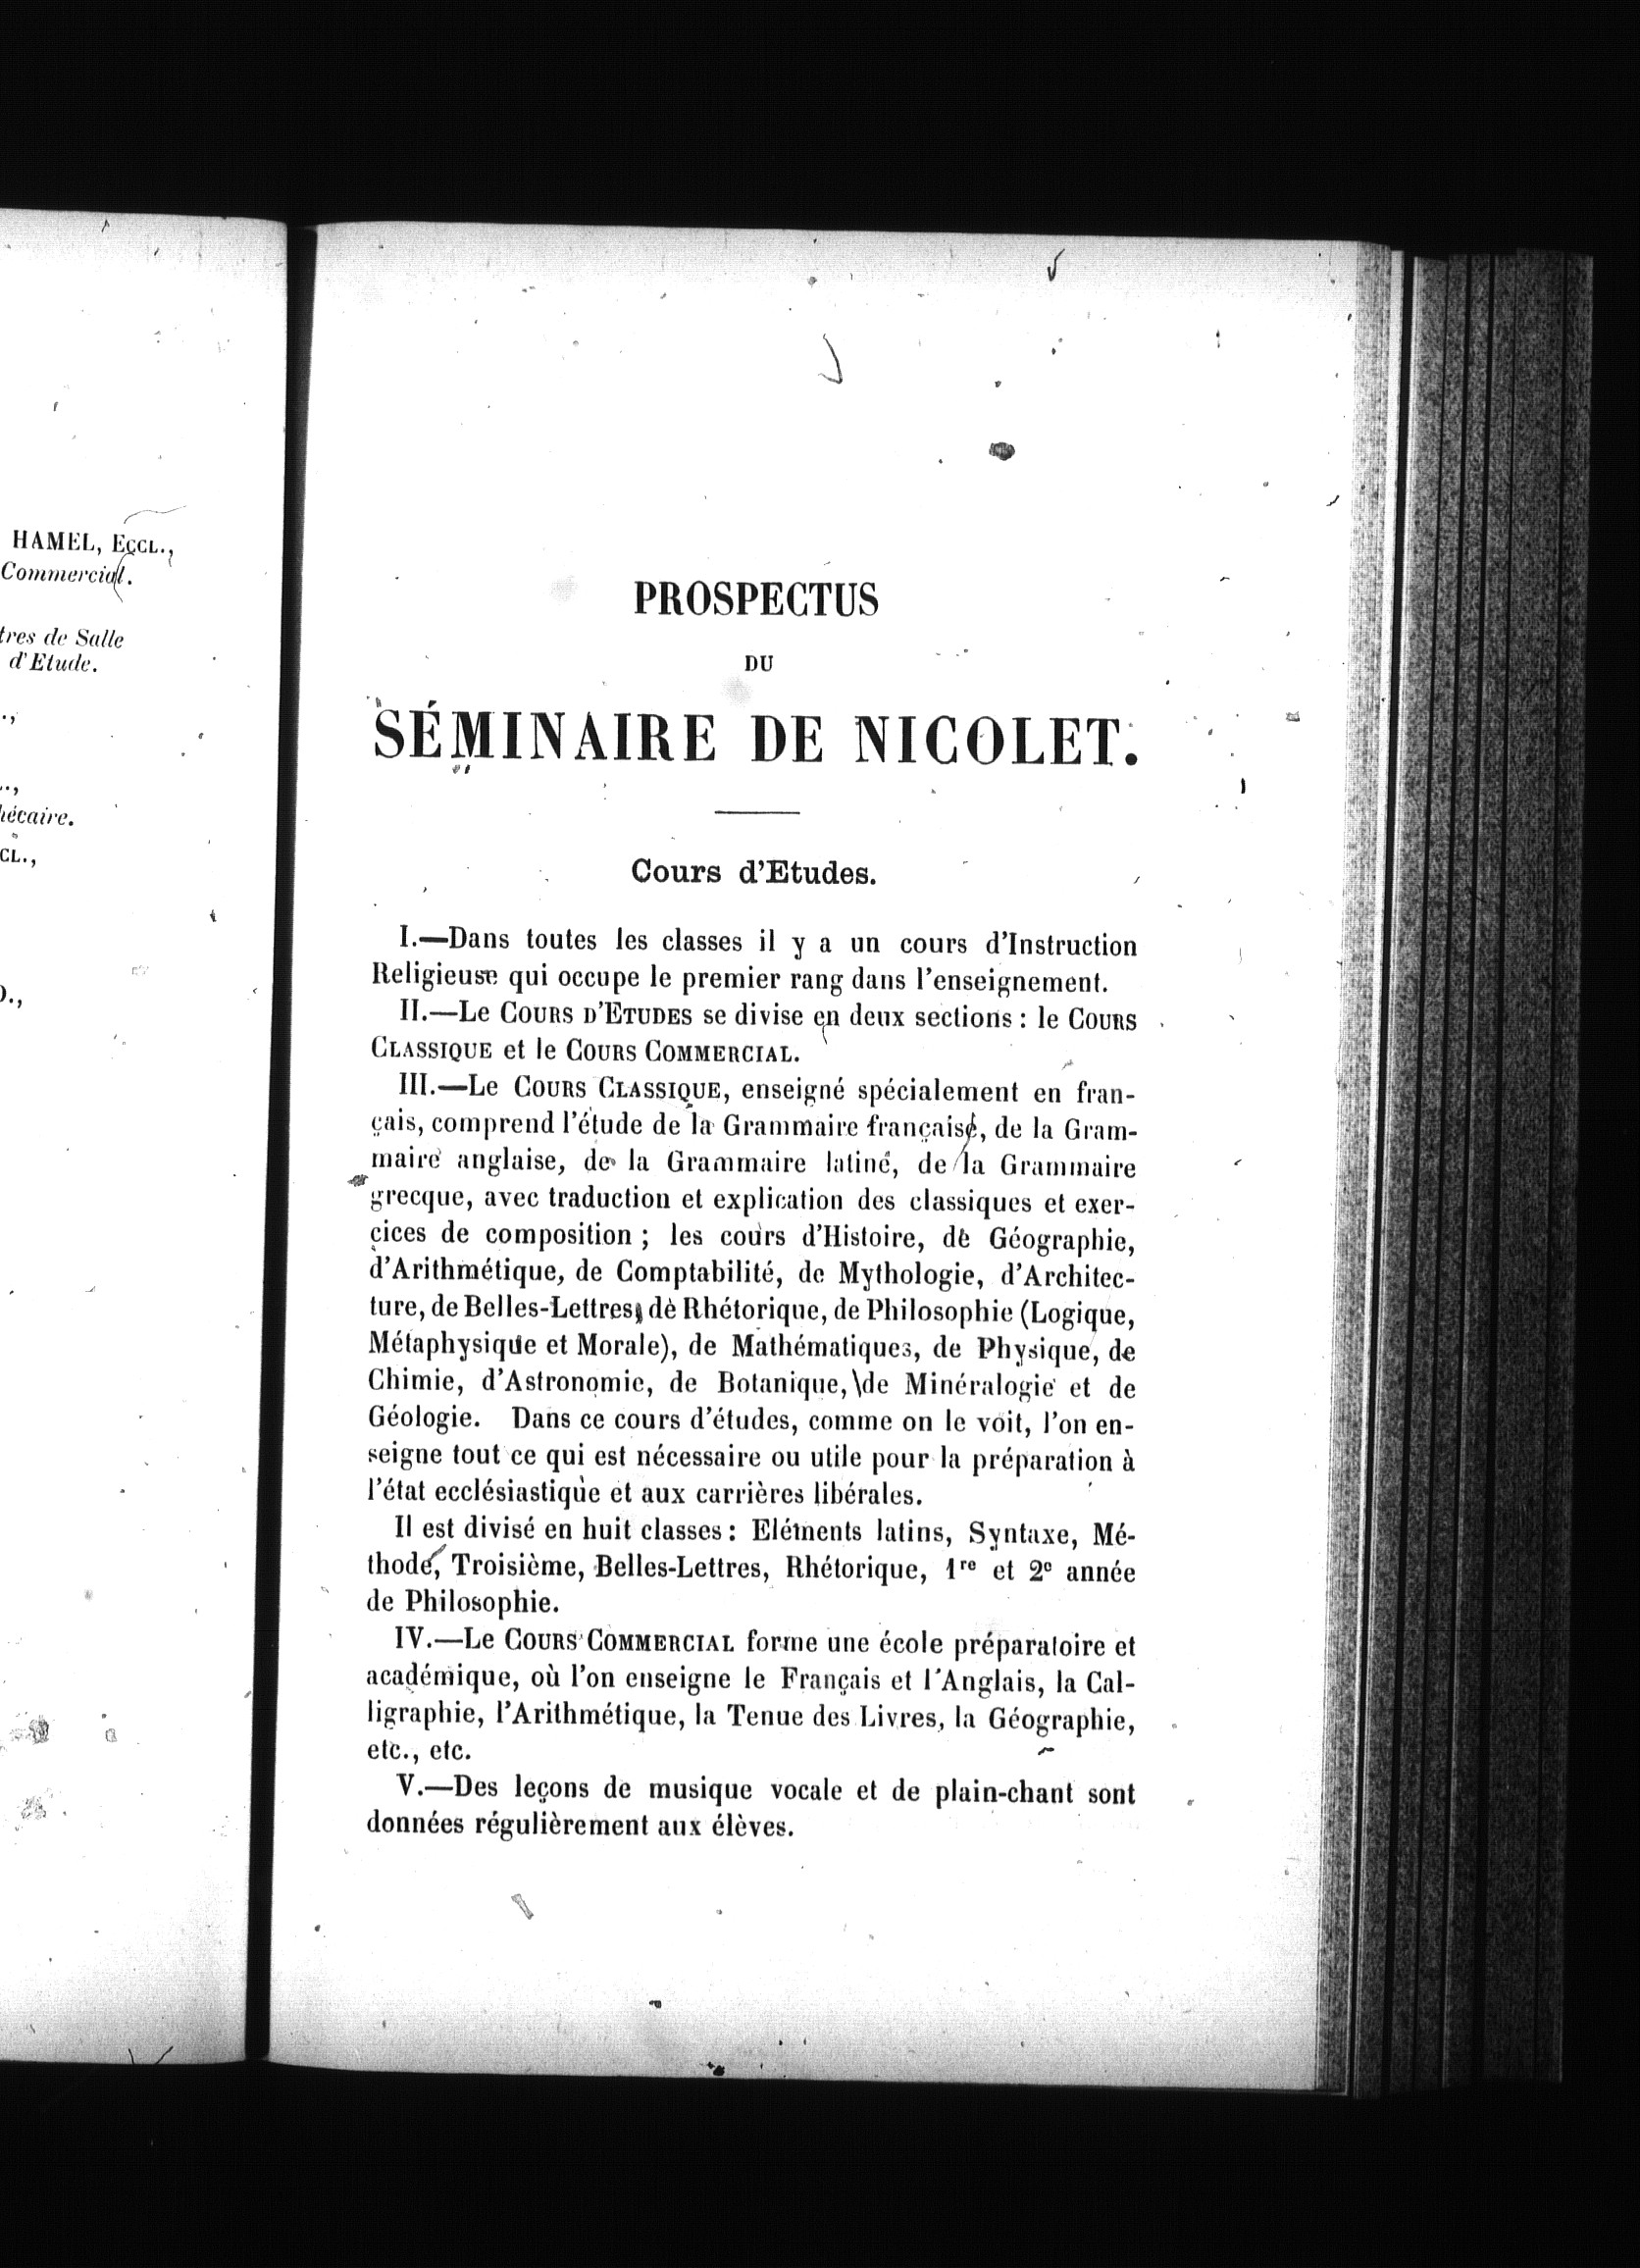 HAMEL, ECCL.,
Commercial.
tres de Salle
d'Etude.
hécaire.
CL.,
PROSPECTUS
DU
SÉMINAIRE DE NICOLET.
Cours d'Etudes.
I.—Dans toutes les classes il y a un cours d'Instruction
Religieuse qui occupe le premier rang dans l'enseignement.
II.—Le COURS D'ETUDES se divise en deux sections : le COURS
CLASSIQUE et le COURS COMMERCIAL.
III.—Le COURS CLASSIQUE, enseigné spécialement en fran-
çais, comprend l'étude de la Grammaire française, de la Gram-
maire anglaise, de la Grammaire latine, de la Grammaire
grecque, avec traduction et explication des classiques et exer-
cices de composition ; les cours d'Histoire, de Géographie,
d'Arithmétique, de Comptabilité, de Mythologie, d'Architec-
ture, de Belles-Lettres, de Rhétorique, de Philosophie (Logique,
Métaphysique et Morale), de Mathématiques, de Physique, de
Chimie, d'Astronomie, de Botanique, de Minéralogie et de
Géologie. Dans ce cours d'études, comme on le voit, l'on en-
seigne tout ce qui est nécessaire ou utile pour la préparation à
l'état ecclésiastique et aux carrières libérales.
Il est divisé en huit classes : Eléments latins, Syntaxe, Mé-
thode, Troisième, Belles-Lettres, Rhétorique, 1re et 2e année
de Philosophie.
IV.—Le COURS COMMERCIAL forme une école préparatoire et
académique, où l'on enseigne le Français et l'Anglais, la Cal-
ligraphie, l'Arithmétique, la Tenue des Livres, la Géographie,
etc., etc.
V.—Des leçons de musique vocale et de plain-chant sont
données régulièrement aux élèves.